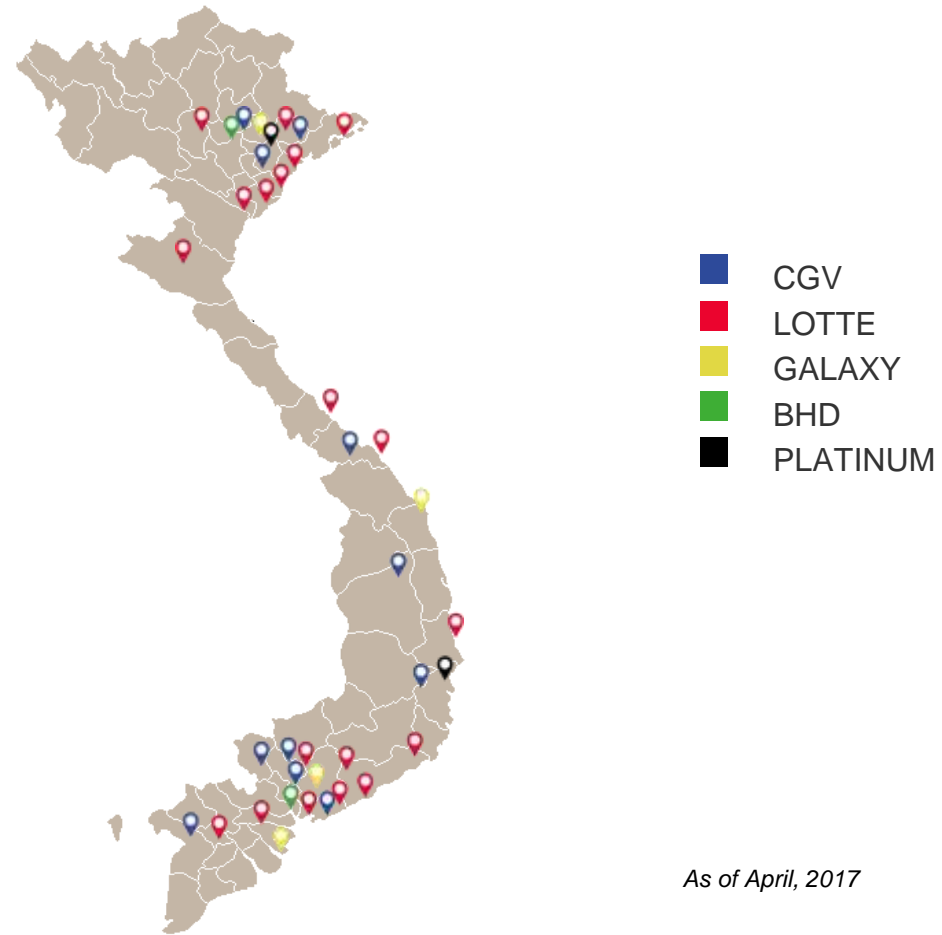 CGV
LOTTE
GALAXY
BHD
PLATINUM
As of April, 2017